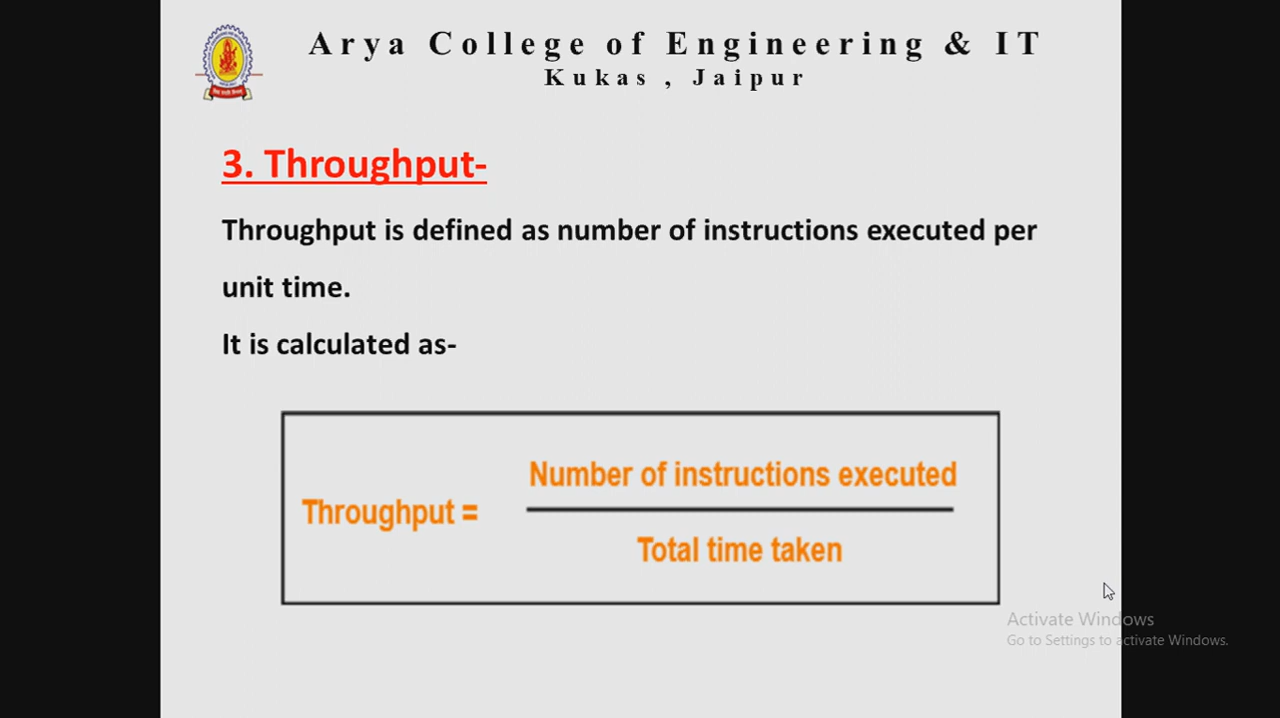 Arya College of Engineering & IT
Kukas , Jaipur
3. Throughput-
Throughput is defined as number of instructions executed per
unit time.
It is calculated as-
Number of instructions executed
Throughput =
Total time taken
Activate Windows
Go to Settings to activate Windows.